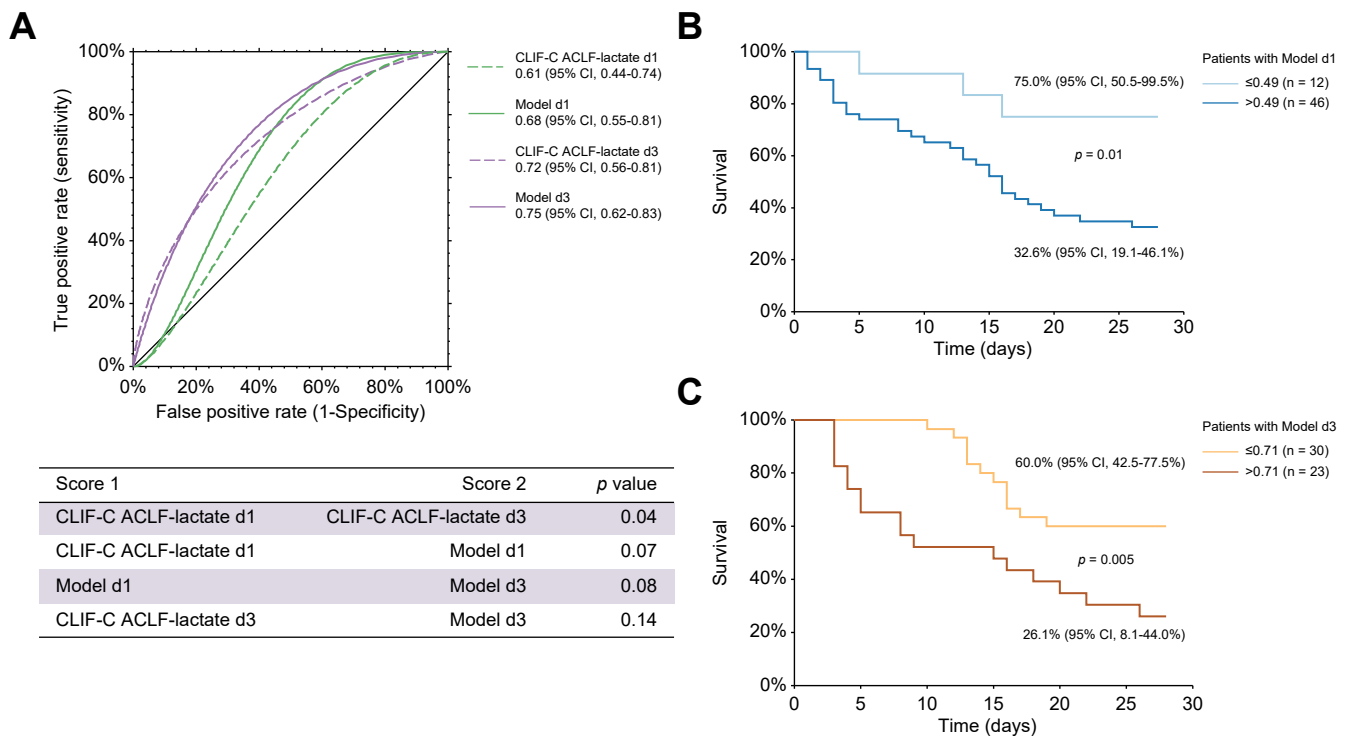 A
100%
80%
60%
40%
20%
0%
True positive rate (sensitivity)
0%
20%
40%
60%
80%
100%
False positive rate (1-Specificity)
CLIF-C ACLF-lactate d1
0.61 (95% CI, 0.44-0.74)
Model d1
0.68 (95% CI, 0.55-0.81)
CLIF-C ACLF-lactate d3
0.72 (95% CI, 0.56-0.81)
Model d3
0.75 (95% CI, 0.62-0.83)
Score 1 Score 2 p value
CLIF-C ACLF-lactate d1 CLIF-C ACLF-lactate d3 0.04
CLIF-C ACLF-lactate d1 Model d1 0.07
Model d1 Model d3 0.08
CLIF-C ACLF-lactate d3 Model d3 0.14
B
100%
80%
60%
40%
20%
0%
Survival
0 5 10 15 20 25 30
Time (days)
75.0% (95% CI, 50.5-99.5%)
p = 0.01
32.6% (95% CI, 19.1-46.1%)
Patients with Model d1
≤0.49 (n = 12)
>0.49 (n = 46)
C
100%
80%
60%
40%
20%
0%
Survival
0 5 10 15 20 25 30
Time (days)
60.0% (95% CI, 42.5-77.5%)
p = 0.005
26.1% (95% CI, 8.1-44.0%)
Patients with Model d3
≤0.71 (n = 30)
>0.71 (n = 23)